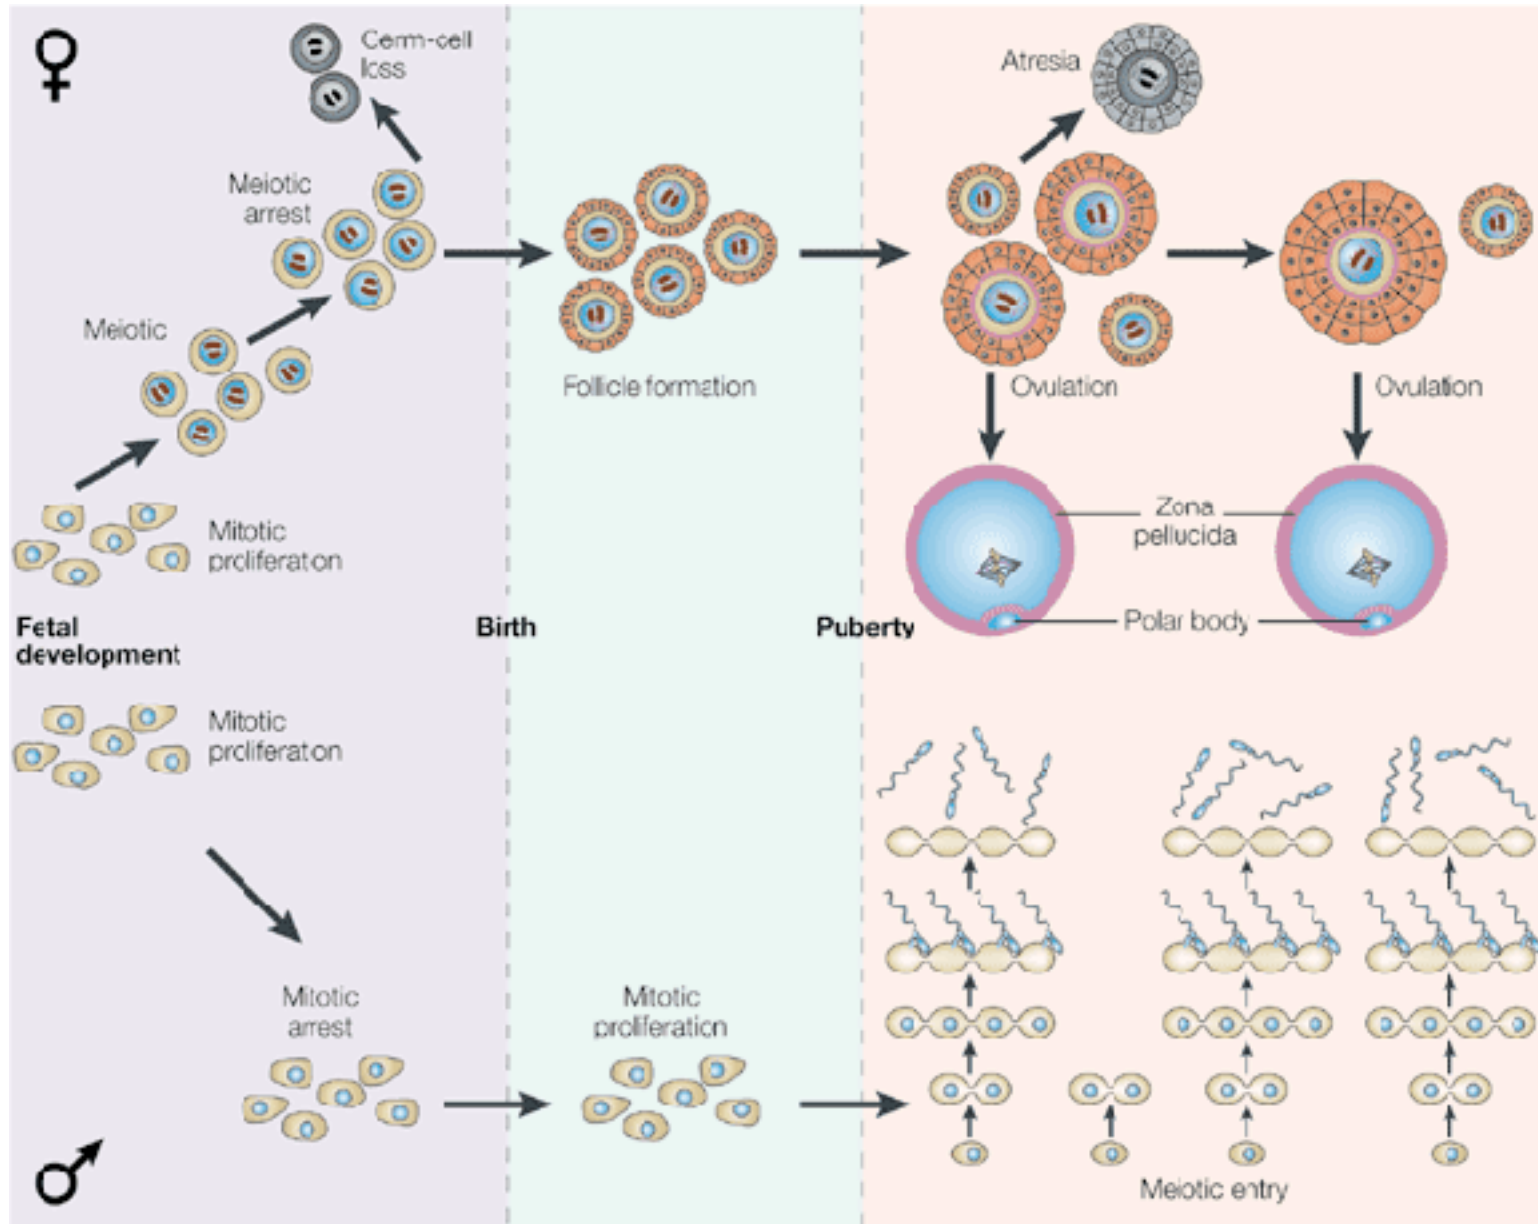 Germ-cell
loss
Atresia
Meiotic
arrest
Meiotic
Follicle formation
Ovulation
Ovulation
Mitotic
proliferation
Zona
pellucida
Polar body
Fetal
development
Birth
Puberty
Mitotic
proliferation
Mitotic
arrest
Mitotic
proliferation
Meiotic entry